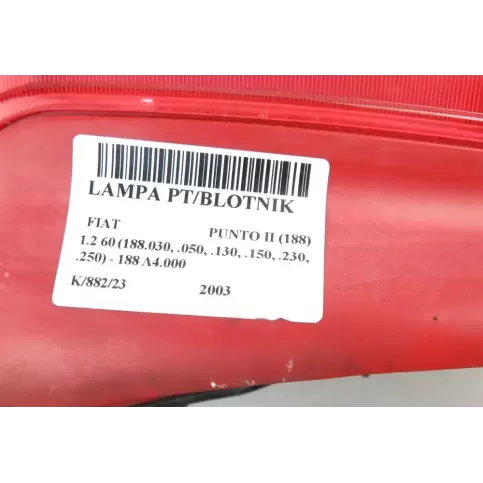 LAMPA PT/BLOTNIK
FIAT PUNTO II (188)
1.2 60 (188.030, .050, .130, .150, .230,
.250) - 188 A4.000
K/882/23 2003